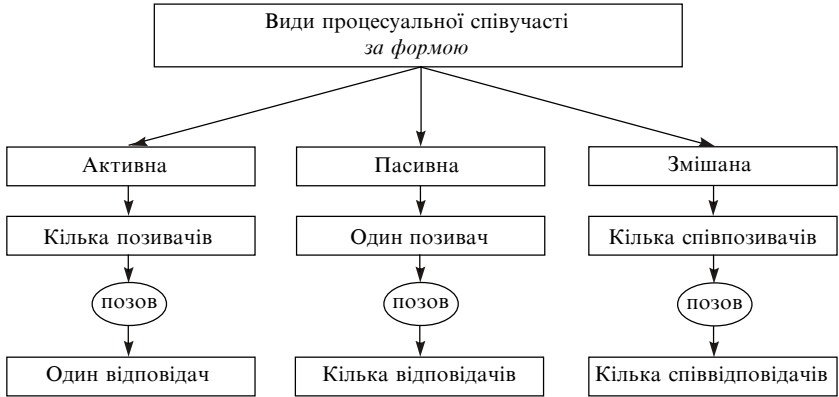 Види процесуальної співучасті
за формою
Активна
Пасивна
Змішана
Кілька позивачів
Один позивач
Кілька співпозивачів
позов
позов
позов
Один відповідач
Кілька відповідачів
Кілька співвідповідачів